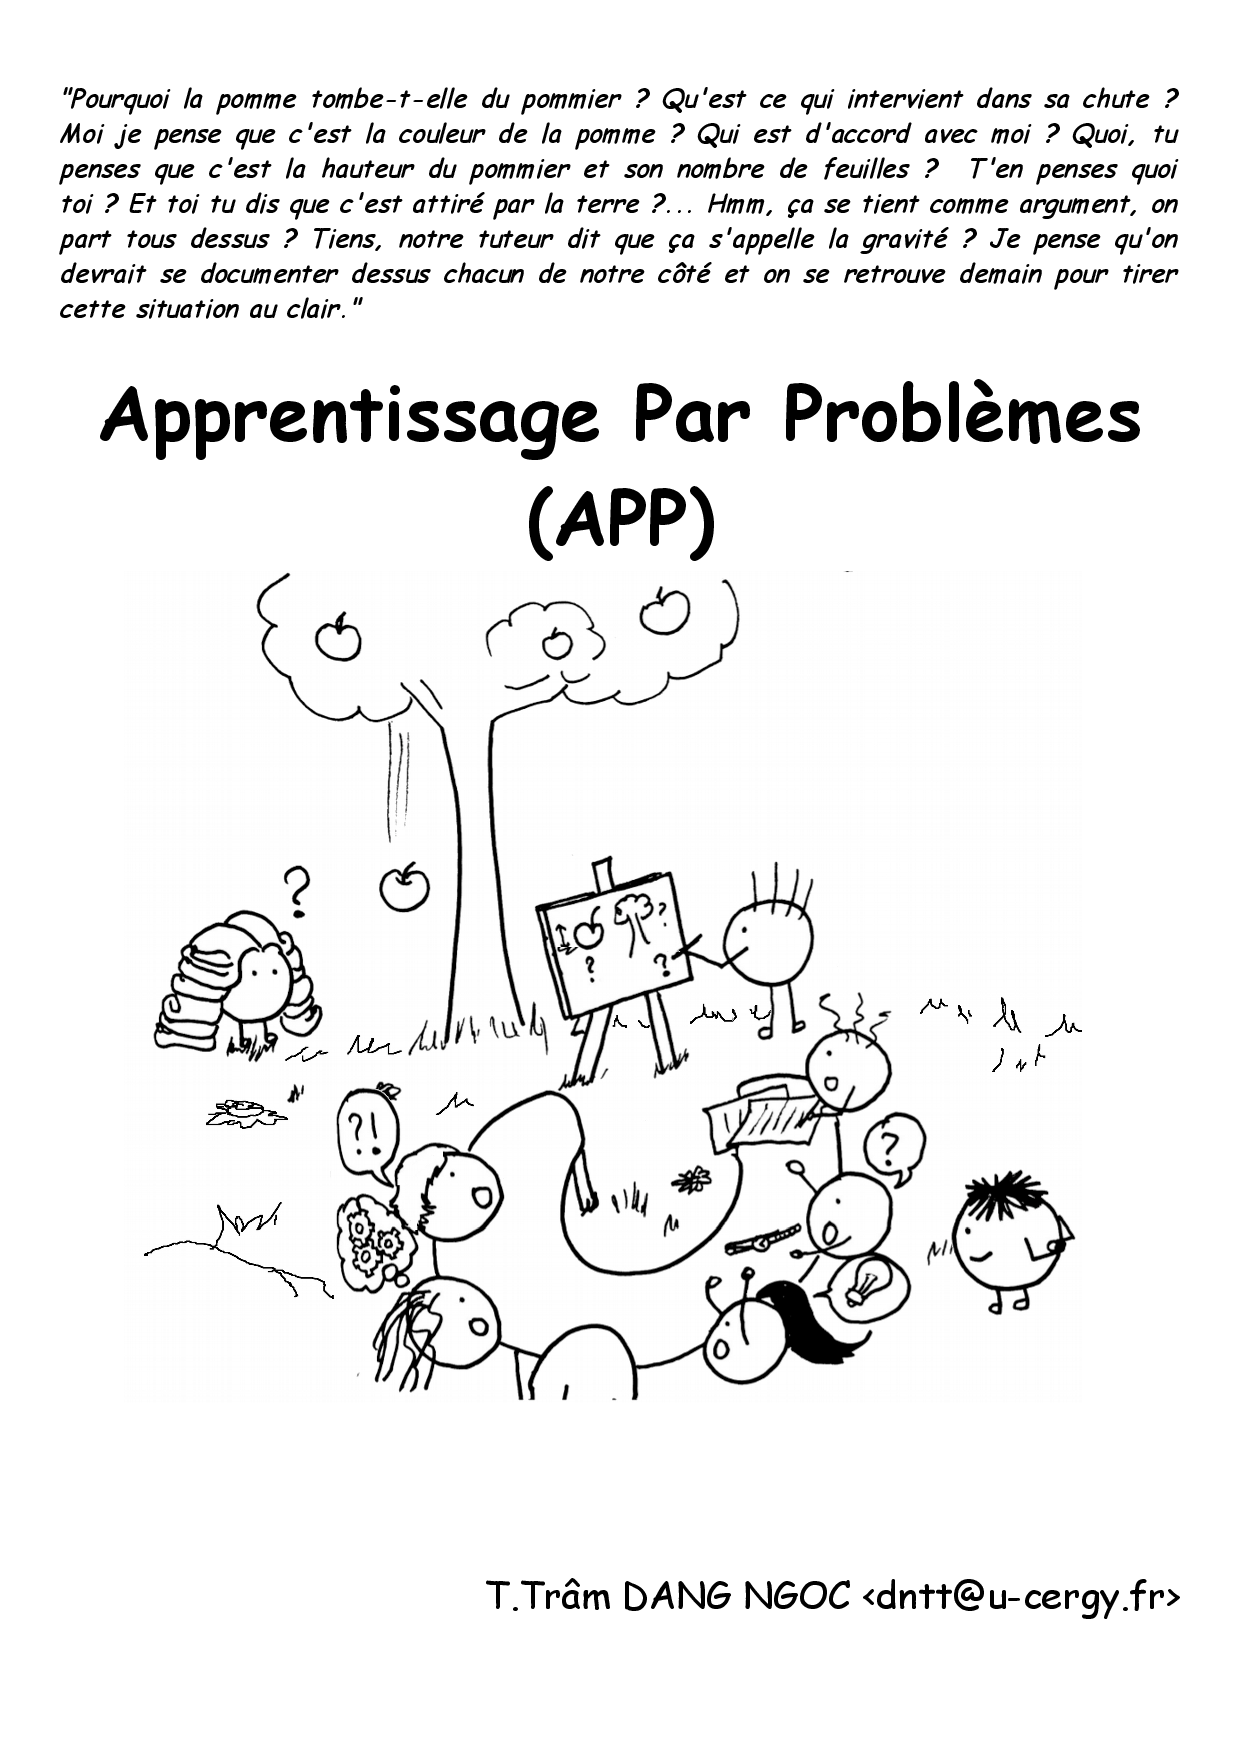 "Pourquoi la pomme tombe-t-elle du pommier ? Qu'est ce qui intervient dans sa chute ?
Moi je pense que c'est la couleur de la pomme ? Qui est d'accord avec moi ? Quoi, tu
penses que c'est la hauteur du pommier et son nombre de feuilles ? T'en penses quoi
toi ? Et toi tu dis que c'est attiré par la terre ?... Hmm, ça se tient comme argument, on
part tous dessus ? Tiens, notre tuteur dit que ça s'appelle la gravité ? Je pense qu'on
devrait se documenter dessus chacun de notre côté et on se retrouve demain pour tirer
cette situation au clair."
Apprentissage Par Problèmes
(APP)
?
?
? ?
?!
?
T.Trâm DANG NGOC <dntt@u-cergy.fr>